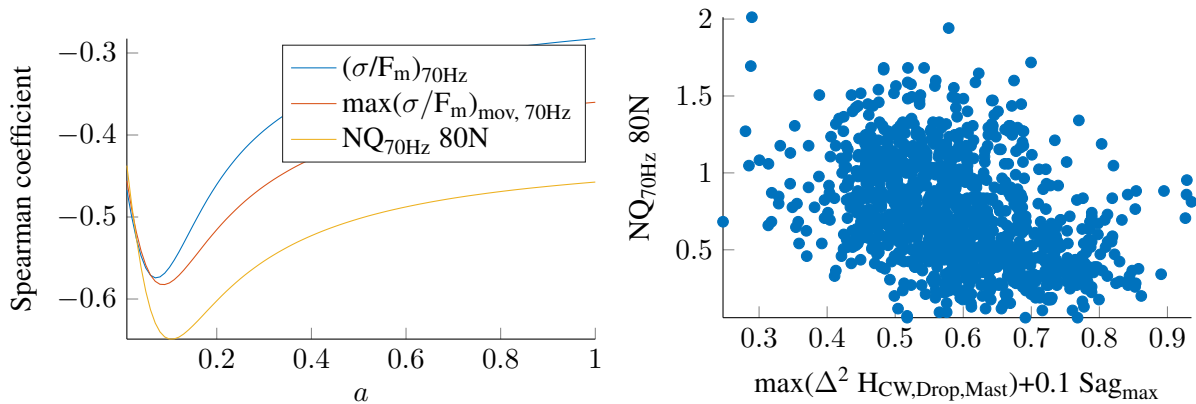 Spearman coefficient
−0.3
−0.4
−0.5
−0.6
0.2 0.4 0.6 0.8 1
a
(σ/F_m)_70Hz
max(σ/F_m)_mov, 70Hz
NQ_70Hz 80N
NQ_70Hz 80N
2
1.5
1
0.5
0.3 0.4 0.5 0.6 0.7 0.8 0.9
max(Δ² H_CW,Drop,Mast)+0.1 Sag_max